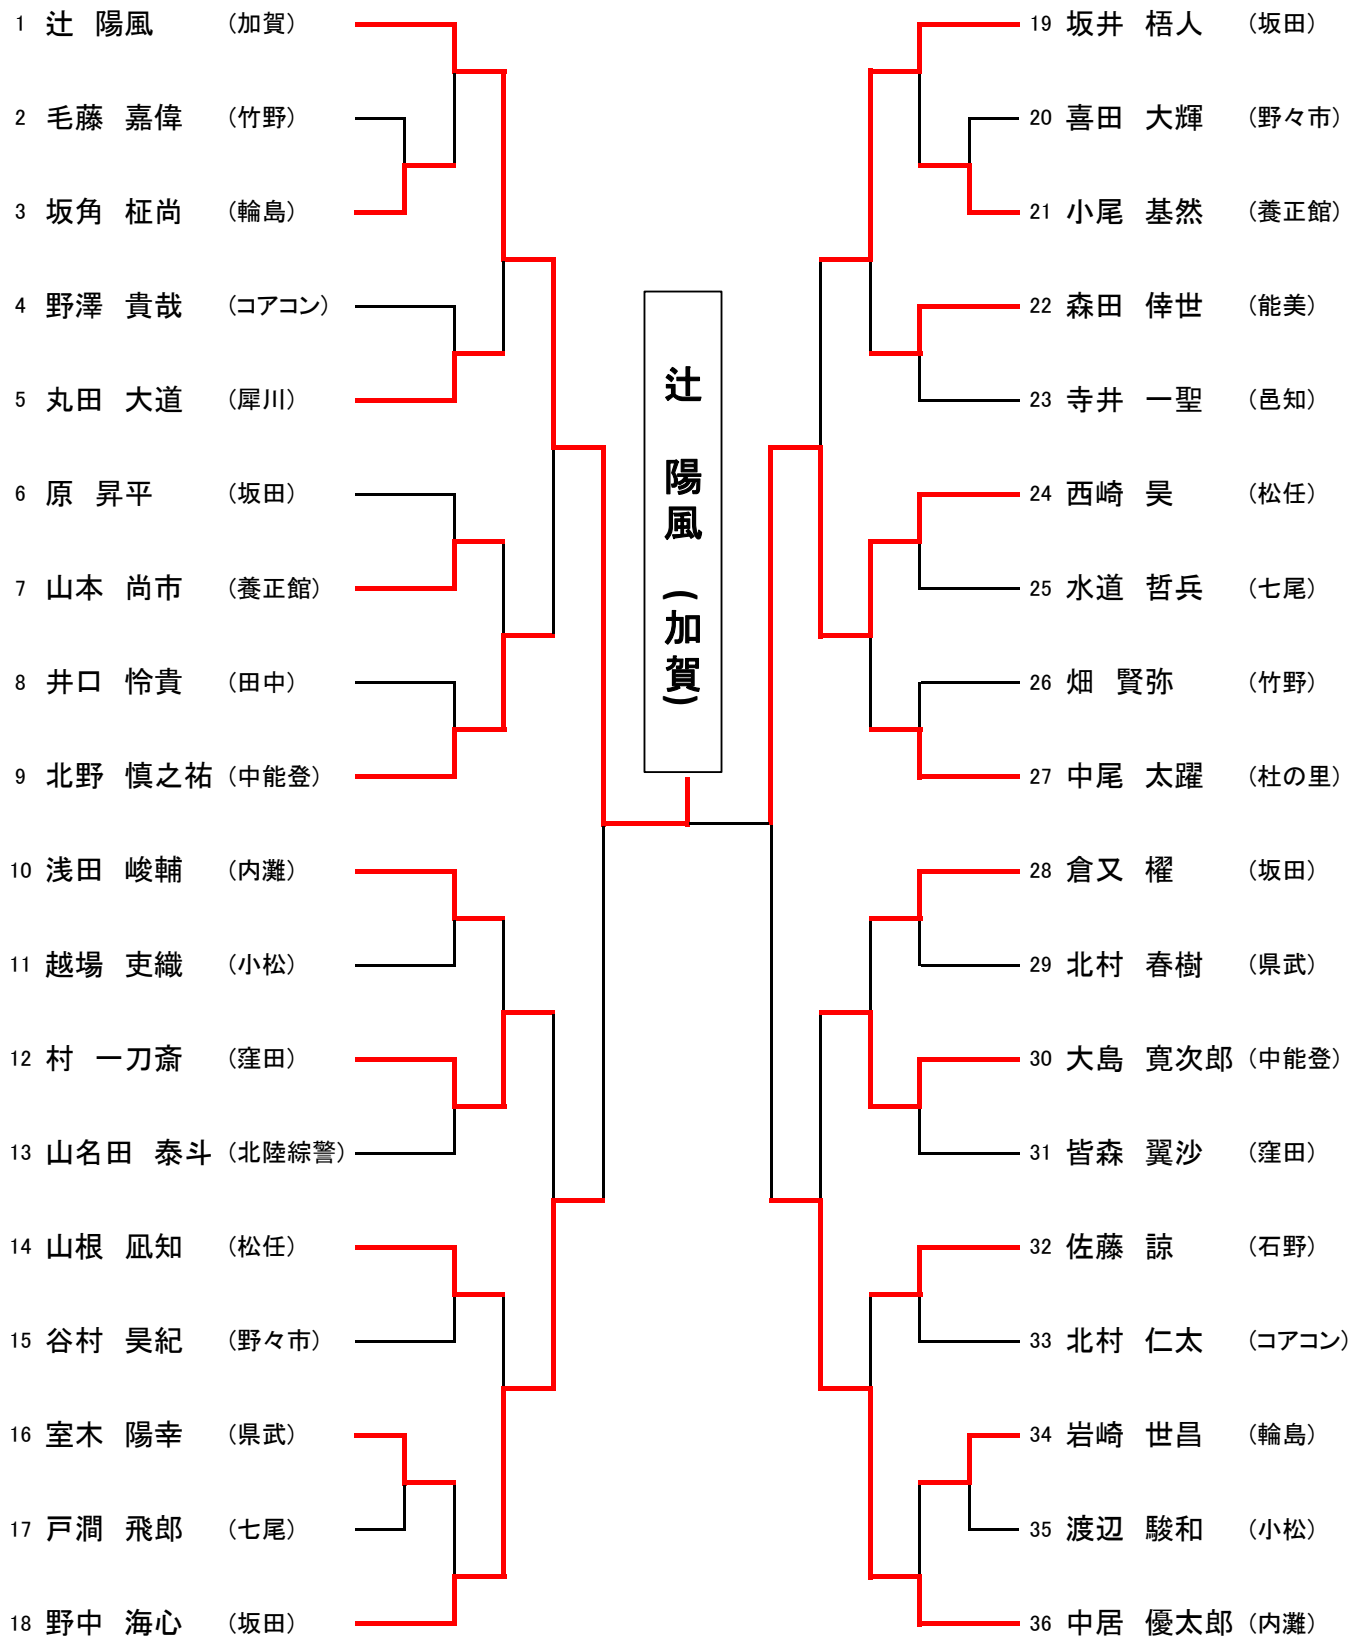 1 辻 陽風 (加賀)
2 毛藤 嘉偉 (竹野)
3 坂角 柾尚 (輪島)
4 野澤 貴哉 (コアコン)
5 丸田 大道 (犀川)
6 原 昇平 (坂田)
7 山本 尚市 (養正館)
8 井口 怜貴 (田中)
9 北野 慎之祐 (中能登)
10 浅田 峻輔 (内灘)
11 越場 吏織 (小松)
12 村 一刀斎 (窪田)
13 山名田 泰斗 (北陸綜警)
14 山根 凪知 (松任)
15 谷村 昊紀 (野々市)
16 室木 陽幸 (県武)
17 戸澗 飛郎 (七尾)
18 野中 海心 (坂田)
辻 陽風 (加賀)
19 坂井 梧人 (坂田)
20 喜田 大輝 (野々市)
21 小尾 基然 (養正館)
22 森田 倖世 (能美)
23 寺井 一聖 (邑知)
24 西崎 昊 (松任)
25 水道 哲兵 (七尾)
26 畑 賢弥 (竹野)
27 中尾 太躍 (杜の里)
28 倉又 櫂 (坂田)
29 北村 春樹 (県武)
30 大島 寛次郎 (中能登)
31 皆森 翼沙 (窪田)
32 佐藤 諒 (石野)
33 北村 仁太 (コアコン)
34 岩崎 世昌 (輪島)
35 渡辺 駿和 (小松)
36 中居 優太郎 (内灘)